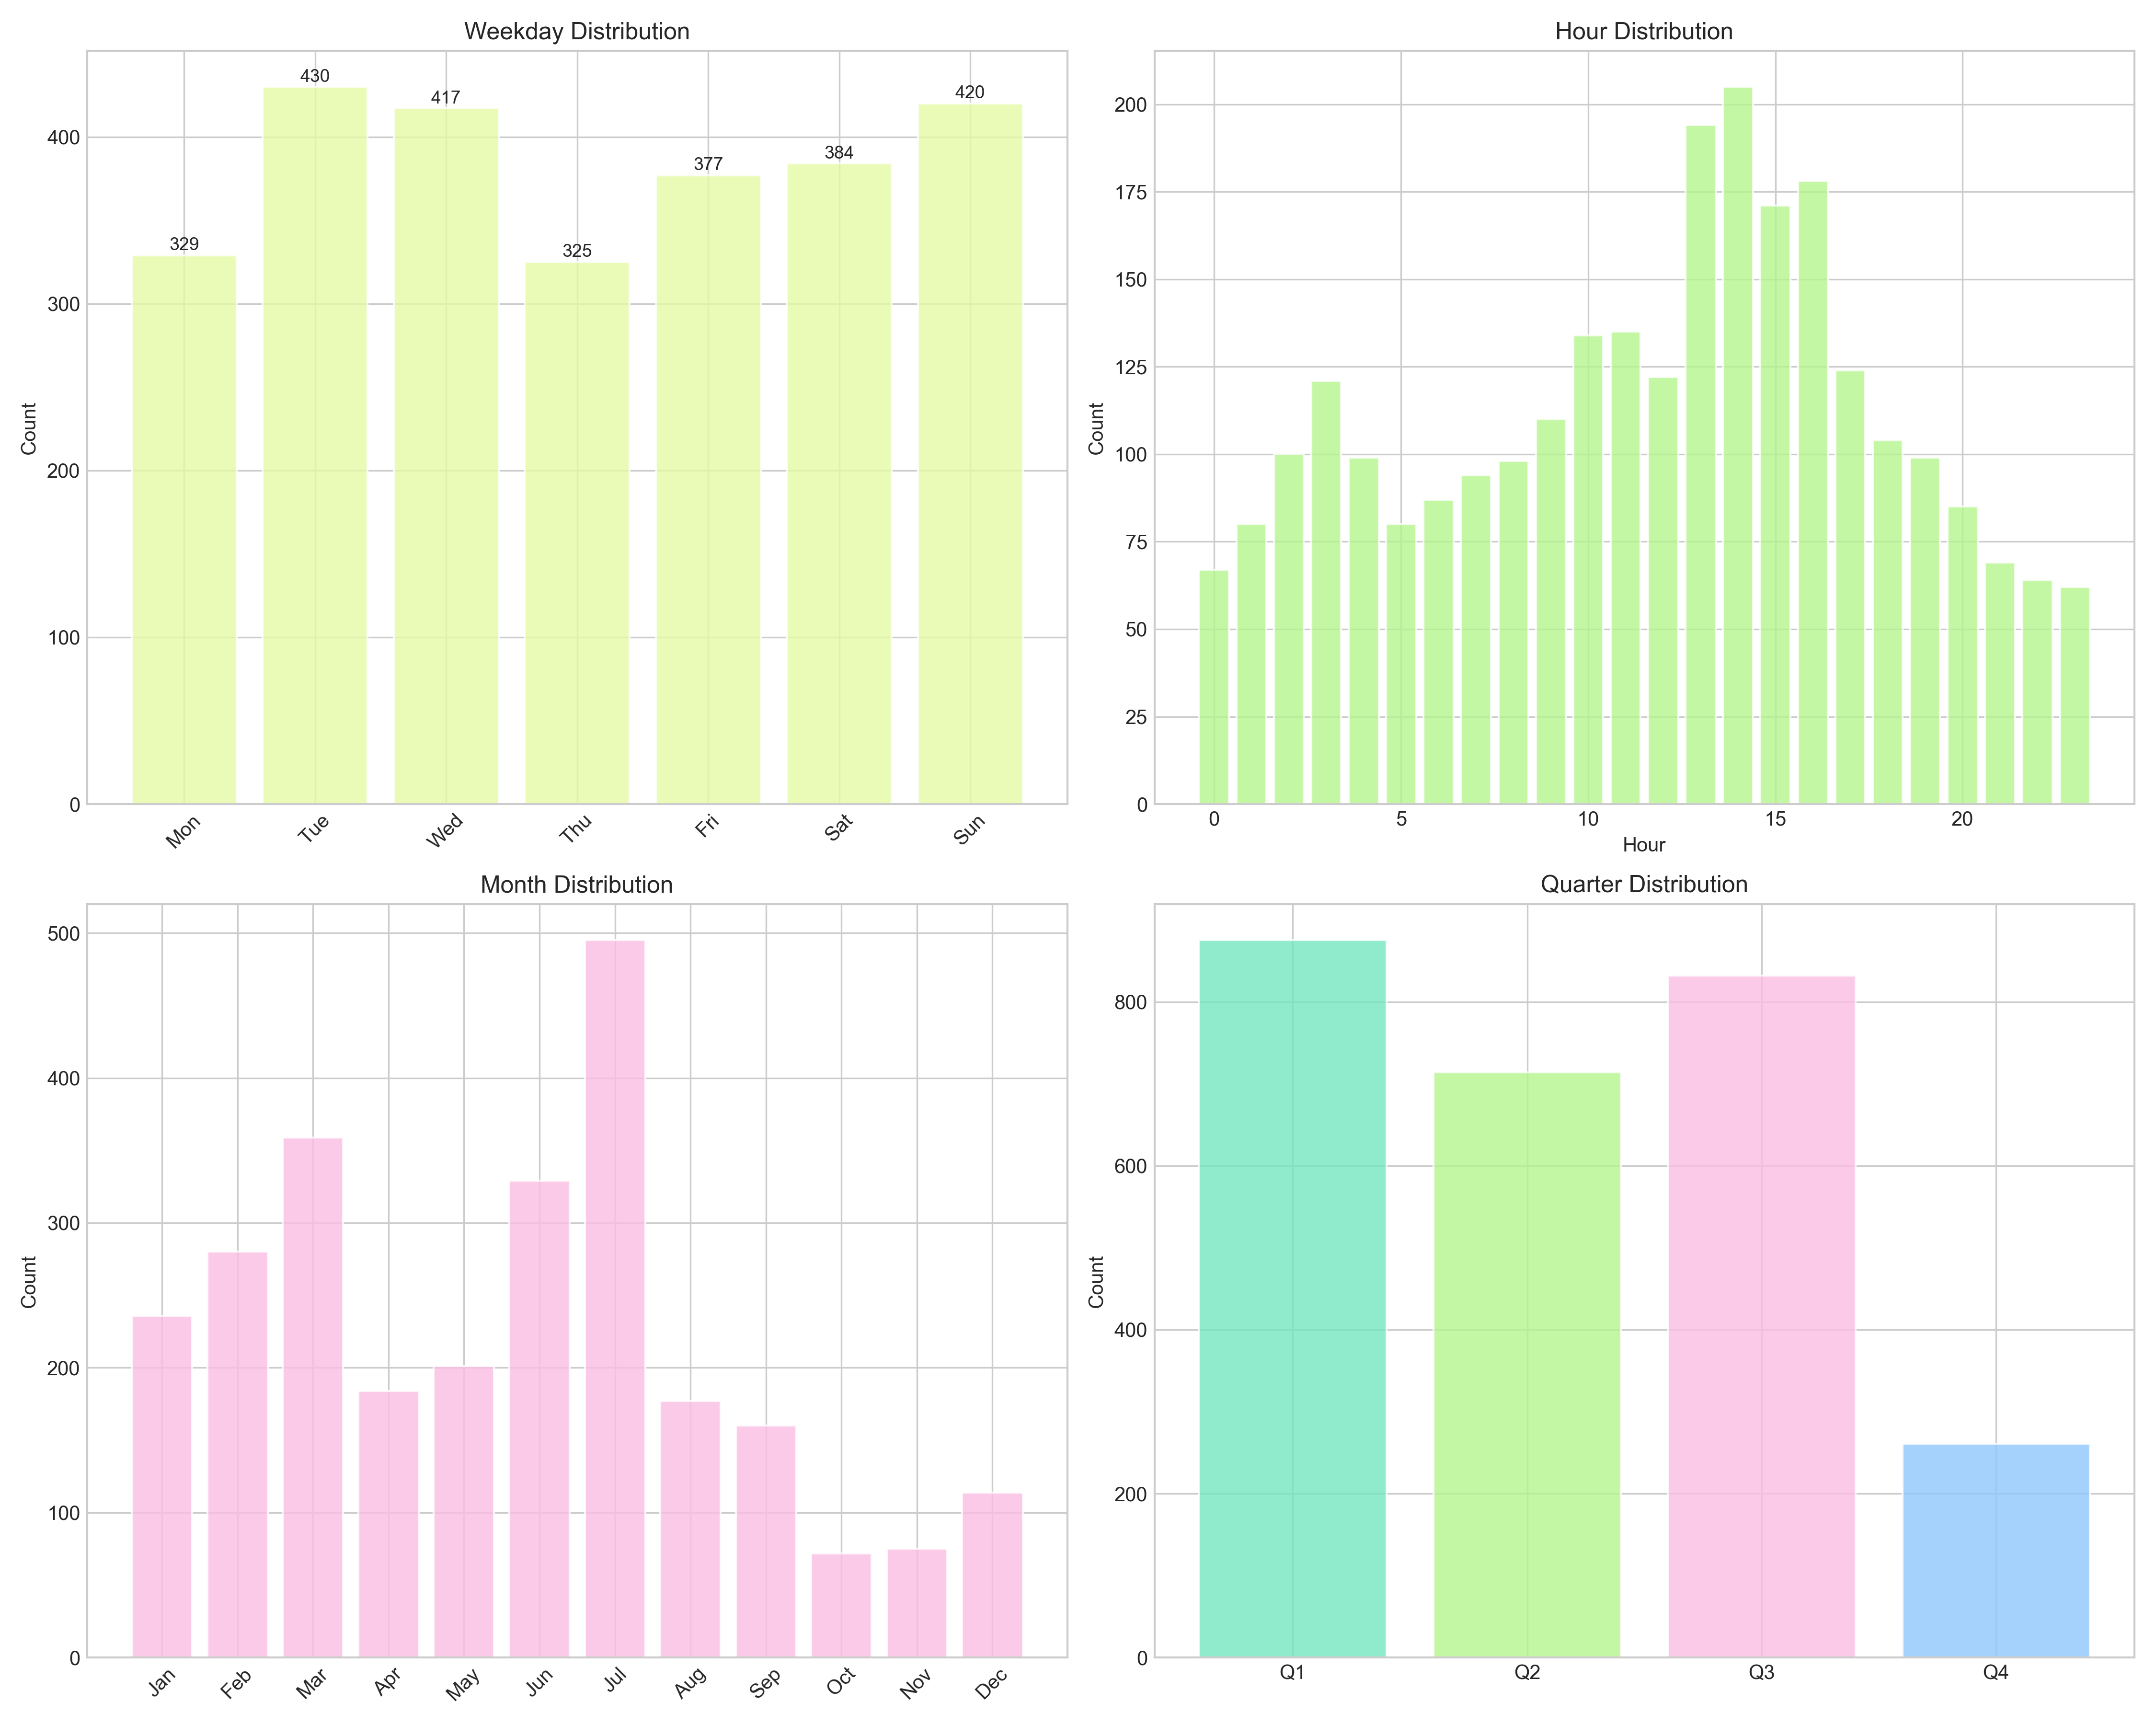 Weekday Distribution
Count
400
300
200
100
0
430
417
420
384
377
329
325
Mon Tue Wed Thu Fri Sat Sun
Hour Distribution
Count
200
175
150
125
100
75
50
25
0
0 5 10 15 20
Hour
Month Distribution
Count
500
400
300
200
100
0
Jan Feb Mar Apr May Jun Jul Aug Sep Oct Nov Dec
Quarter Distribution
Count
800
600
400
200
0
Q1 Q2 Q3 Q4